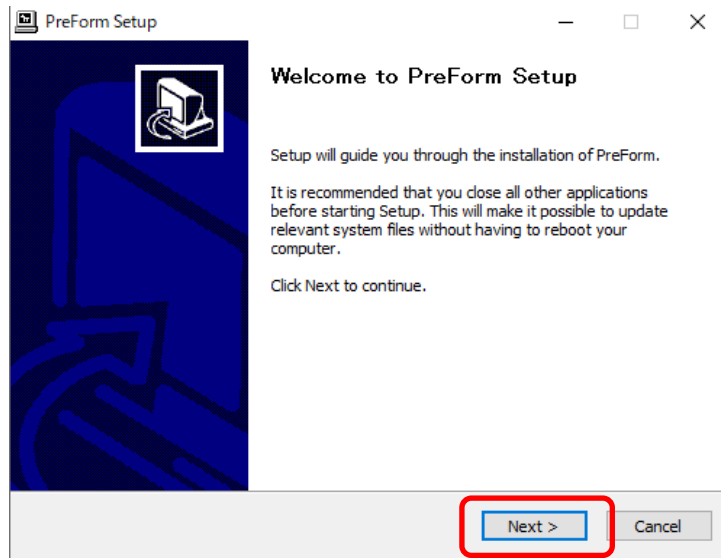 PreForm Setup
Welcome to PreForm Setup
Setup will guide you through the installation of PreForm.
It is recommended that you close all other applications
before starting Setup. This will make it possible to update
relevant system files without having to reboot your
computer.
Click Next to continue.
Next >
Cancel